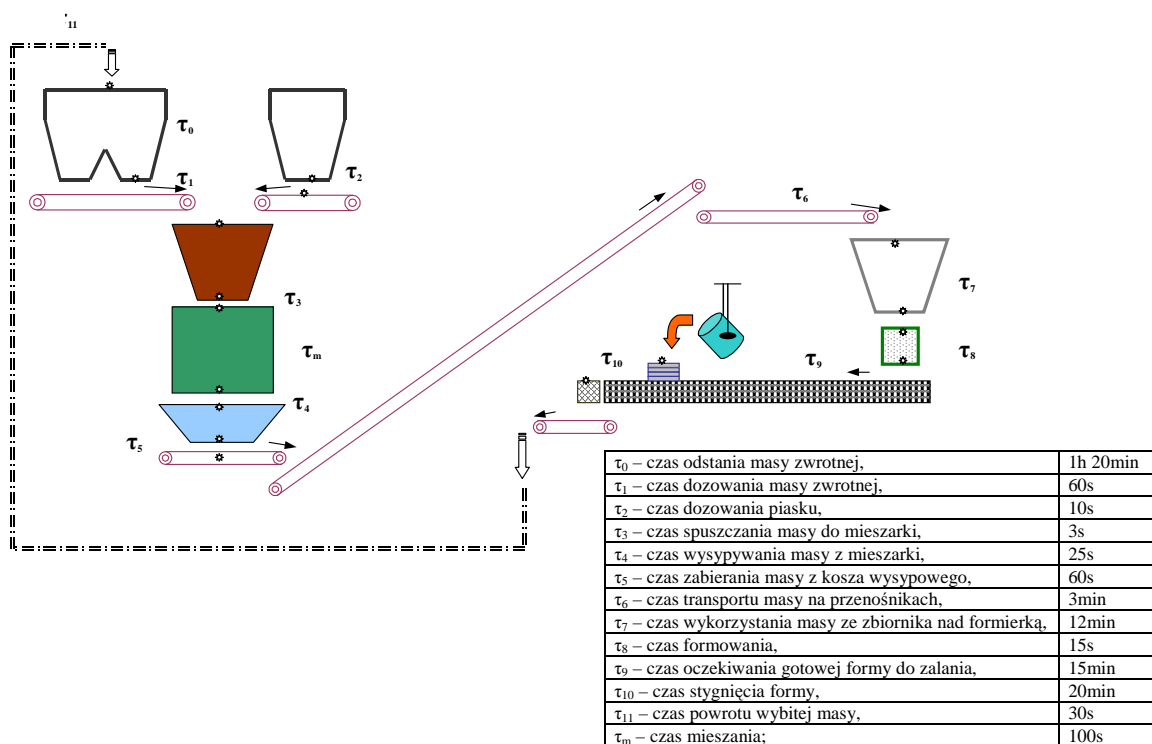 τ11
τ0
τ1
τ2
τ6
τ3
τ7
τm
τ10
τ9
τ8
τ4
τ5
τ0 – czas odstania masy zwrotnej, 1h 20min
τ1 – czas dozowania masy zwrotnej, 60s
τ2 – czas dozowania piasku, 10s
τ3 – czas spuszczania masy do mieszarki, 3s
τ4 – czas wysypywania masy z mieszarki, 25s
τ5 – czas zabierania masy z kosza wysypowego, 60s
τ6 – czas transportu masy na przenośnikach, 3min
τ7 – czas wykorzystania masy ze zbiornika nad formierką, 12min
τ8 – czas formowania, 15s
τ9 – czas oczekiwania gotowej formy do zalania, 15min
τ10 – czas stygnięcia formy, 20min
τ11 – czas powrotu wybitej masy, 30s
τm – czas mieszania; 100s